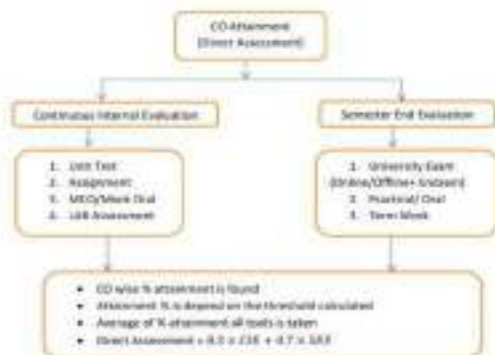 CO Attainment
(Direct Assessment)
Continuous Internal Evaluation
Semester End Evaluation
1. Unit Test
2. Assignment
3. MCQ/Mock Oral
4. LAB Assessment
1. University Exam
(Online/Offline+ Endsem)
2. Practical/ Oral
3. Term Work
• CO wise % attainment is found
• Attainment % is depend on the threshold calculated
• Average of % attainment all tools is taken
• Direct Assessment = 0.3 × CIE + 0.7 × SEE